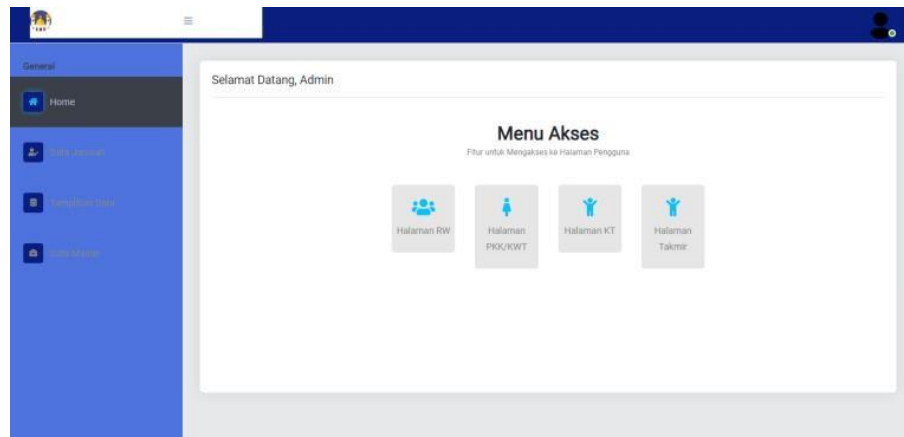 General
Home
Selamat Datang, Admin
Menu Akses
Fitur untuk Mengakses ke Halaman Pengguna
Halaman RW
Halaman
PKK/KWT
Halaman KT
Halaman
Takmir